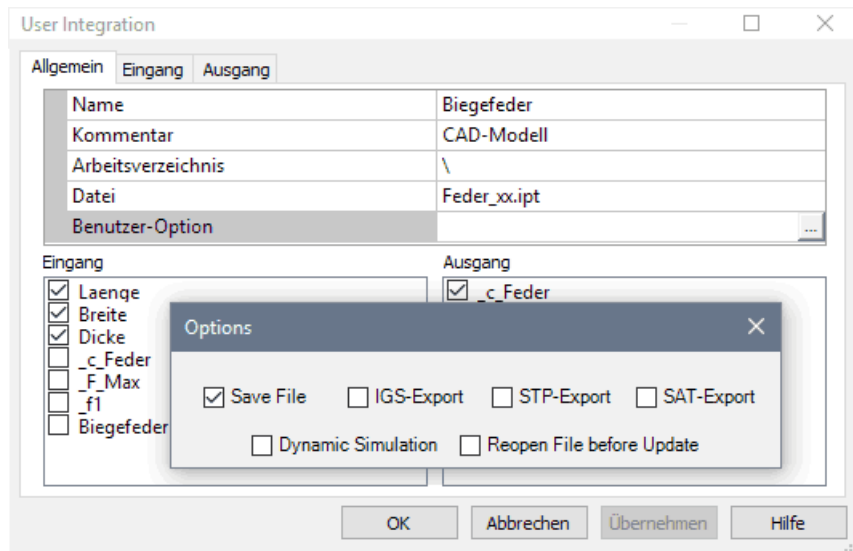 User Integration
Allgemein Eingang Ausgang
Name Biegefeder
Kommentar CAD-Modell
Arbeitsverzeichnis \
Datei Feder_xx.ipt
Benutzer-Option ...
Eingang Ausgang
Laenge _c_Feder
Breite
Dicke
_c_Feder
_F_Max
_f1
Biegefeder
Options
Save File IGS-Export STP-Export SAT-Export
Dynamic Simulation Reopen File before Update
OK Abbrechen Übernehmen Hilfe